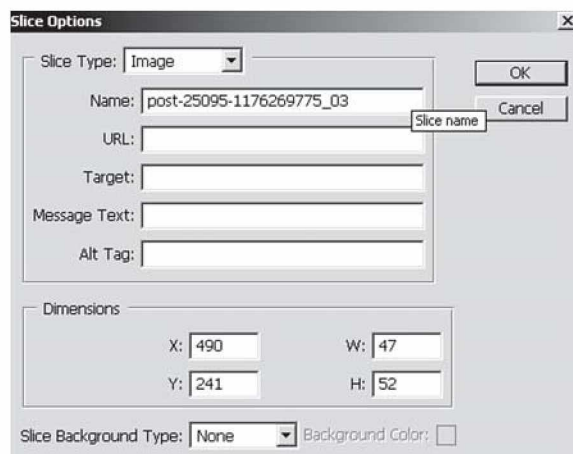 Slice Options
Slice Type: Image
OK
Name: post-25095-1176269775_03
Cancel
Slice name
URL:
Target:
Message Text:
Alt Tag:
Dimensions
X: 490 W: 47
Y: 241 H: 52
Slice Background Type: None Background Color: